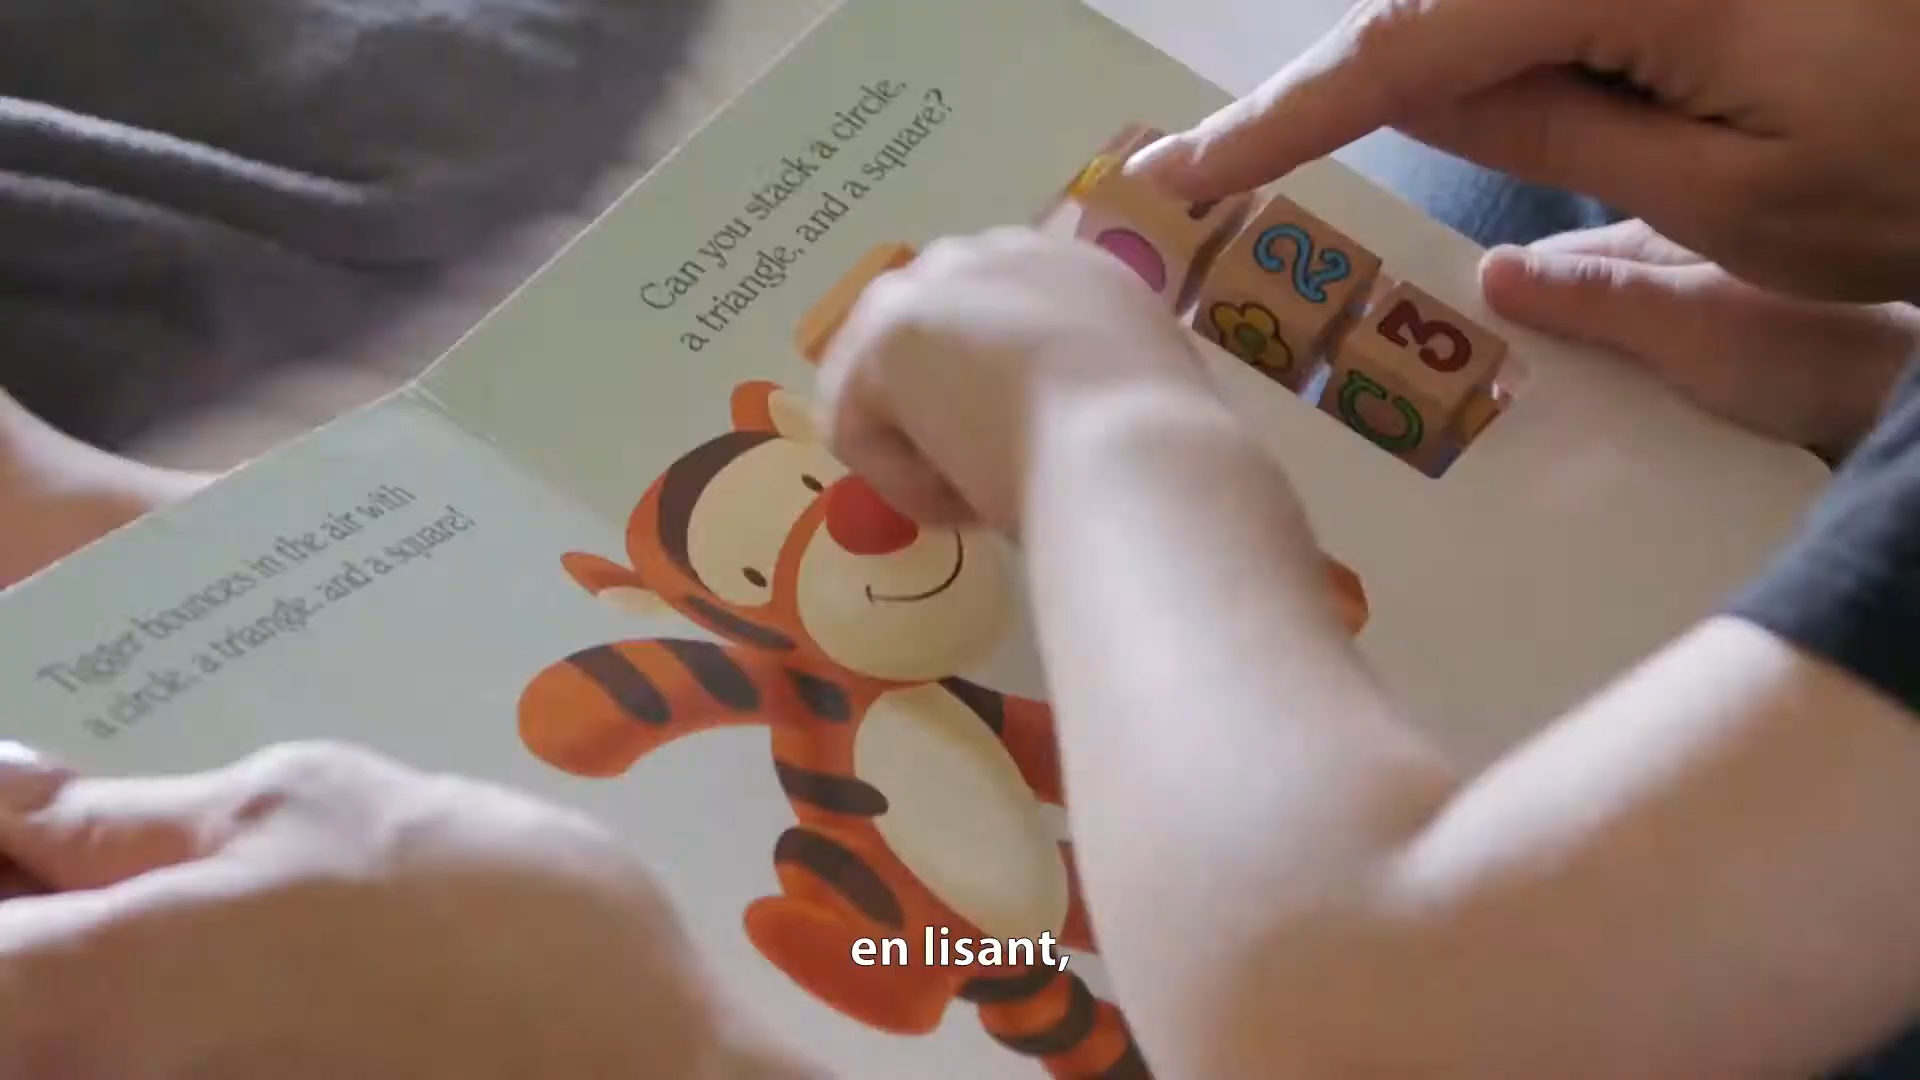 Can you stack a circle,
a triangle, and a square?
Tigger bounces in the air with
a circle, a triangle, and a square!
2
3
C
en lisant,